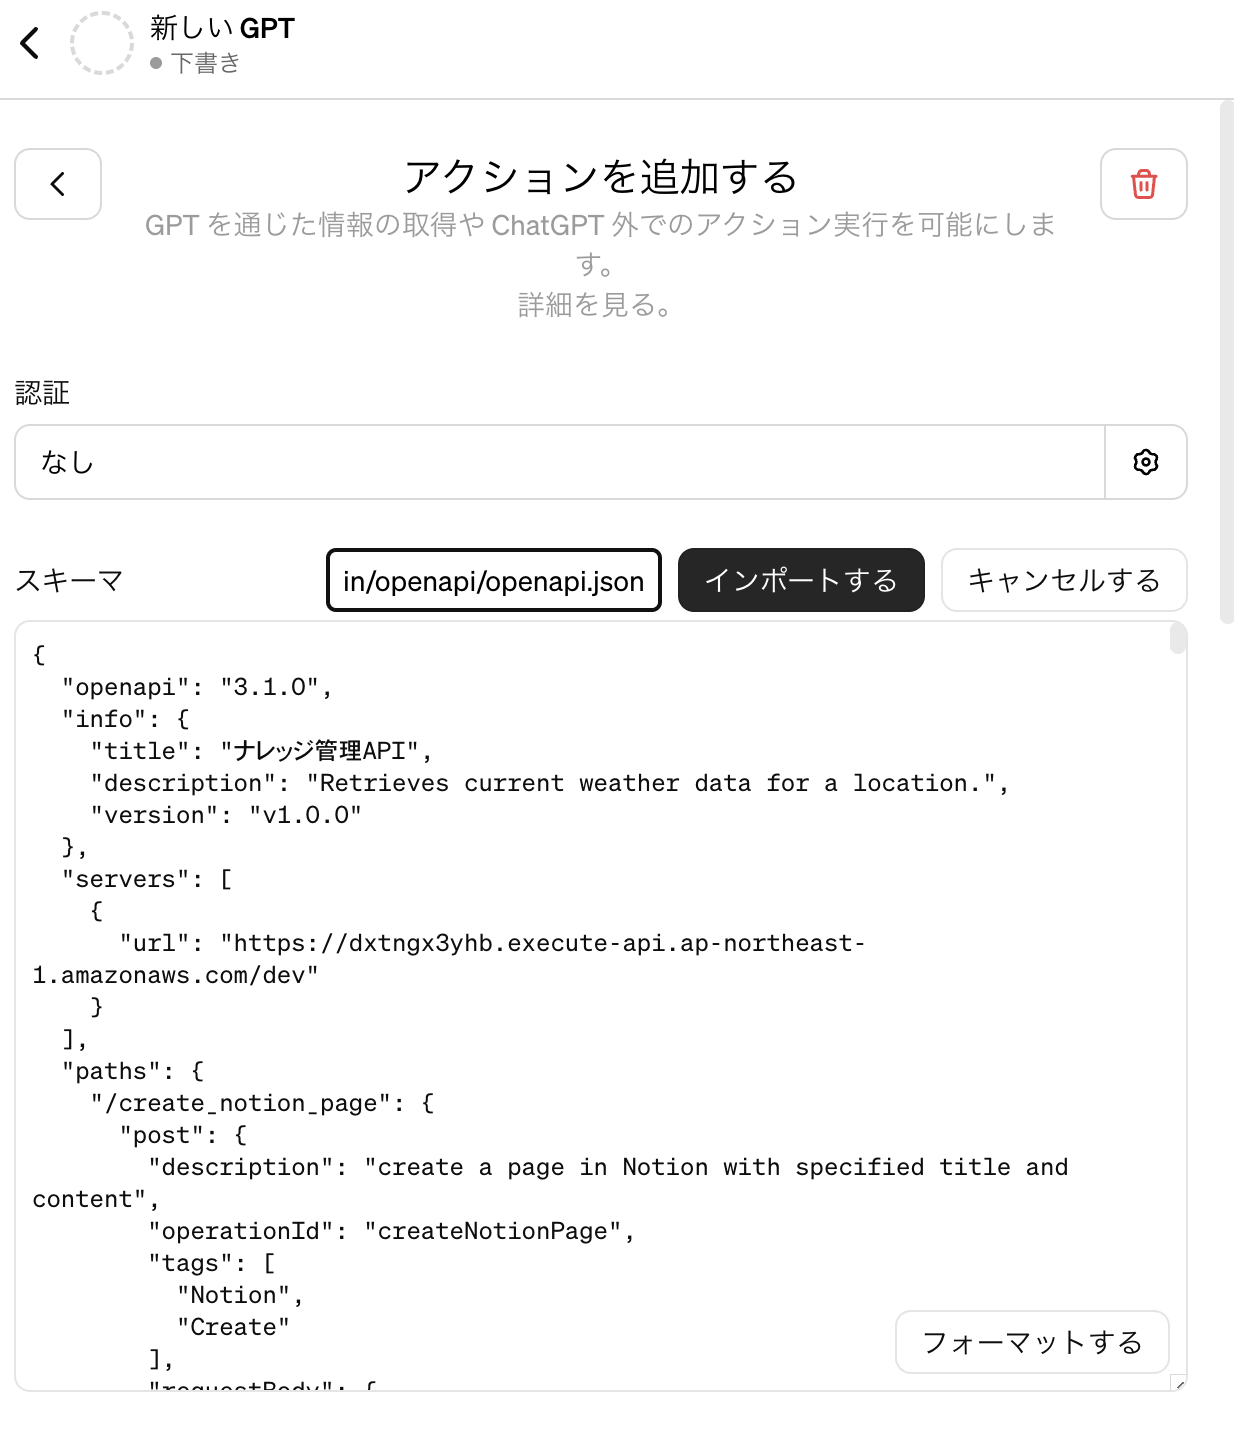 新しい GPT
下書き
アクションを追加する
GPT を通じた情報の取得や ChatGPT 外でのアクション実行を可能にしま
す。
詳細を見る。
認証
なし
スキーマ
in/openapi/openapi.json
インポートする
キャンセルする
{
"openapi": "3.1.0",
"info": {
"title": "ナレッジ管理API",
"description": "Retrieves current weather data for a location.",
"version": "v1.0.0"
},
"servers": [
{
"url": "https://dxtngx3yhb.execute-api.ap-northeast-
1.amazonaws.com/dev"
}
],
"paths": {
"/create_notion_page": {
"post": {
"description": "create a page in Notion with specified title and
content",
"operationId": "createNotionPage",
"tags": [
"Notion",
"Create"
],
"requestBody": {
フォーマットする